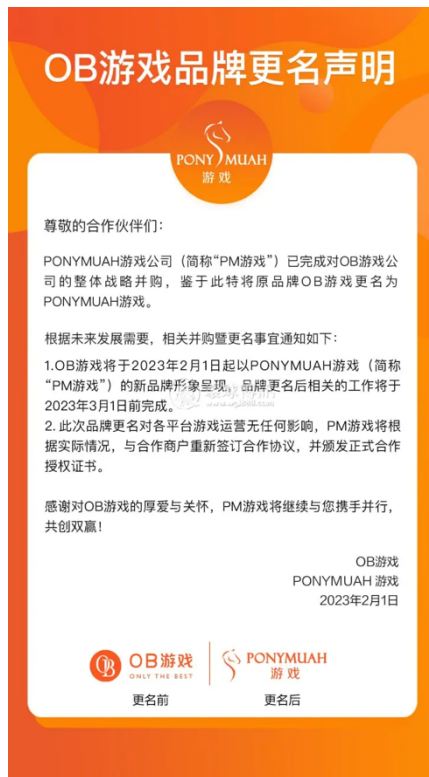 OB游戏品牌更名声明
PONY MUAH
游戏
尊敬的合作伙伴们：
PONYMUAH游戏公司（简称“PM游戏”）已完成对OB游戏公
司的整体战略并购，鉴于此特将原品牌OB游戏更名为
PONYMUAH游戏。
根据未来发展需要，相关并购暨更名事宜通知如下：
1.OB游戏将于2023年2月1日起以PONYMUAH游戏（简称
“PM游戏”）的新品牌形象呈现。品牌更名后相关的工作将于
2023年3月1日前完成。
2. 此次品牌更名对各平台游戏运营无任何影响，PM游戏将根
据实际情况，与合作商户重新签订合作协议，并颁发正式合作
授权证书。
感谢对OB游戏的厚爱与关怀，PM游戏将继续与您携手并行，
共创双赢！
OB游戏
PONYMUAH 游戏
2023年2月1日
OB游戏
ONLY THE BEST
PONYMUAH
游戏
更名前
更名后